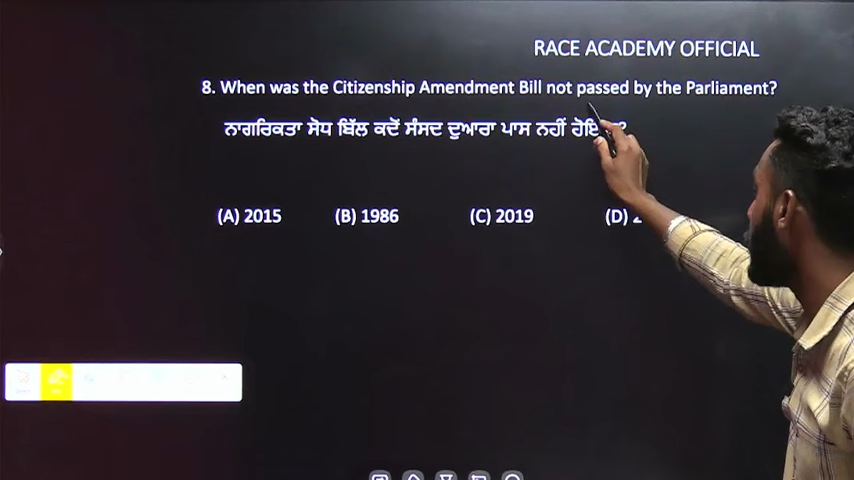 RACE ACADEMY OFFICIAL
8. When was the Citizenship Amendment Bill not passed by the Parliament?
ਨਾਗਰਿਕਤਾ ਸੋਧ ਬਿੱਲ ਕਦੋਂ ਸੰਸਦ ਦੁਆਰਾ ਪਾਸ ਨਹੀਂ
(A) 2015 (B) 1986 (C) 2019 (D)